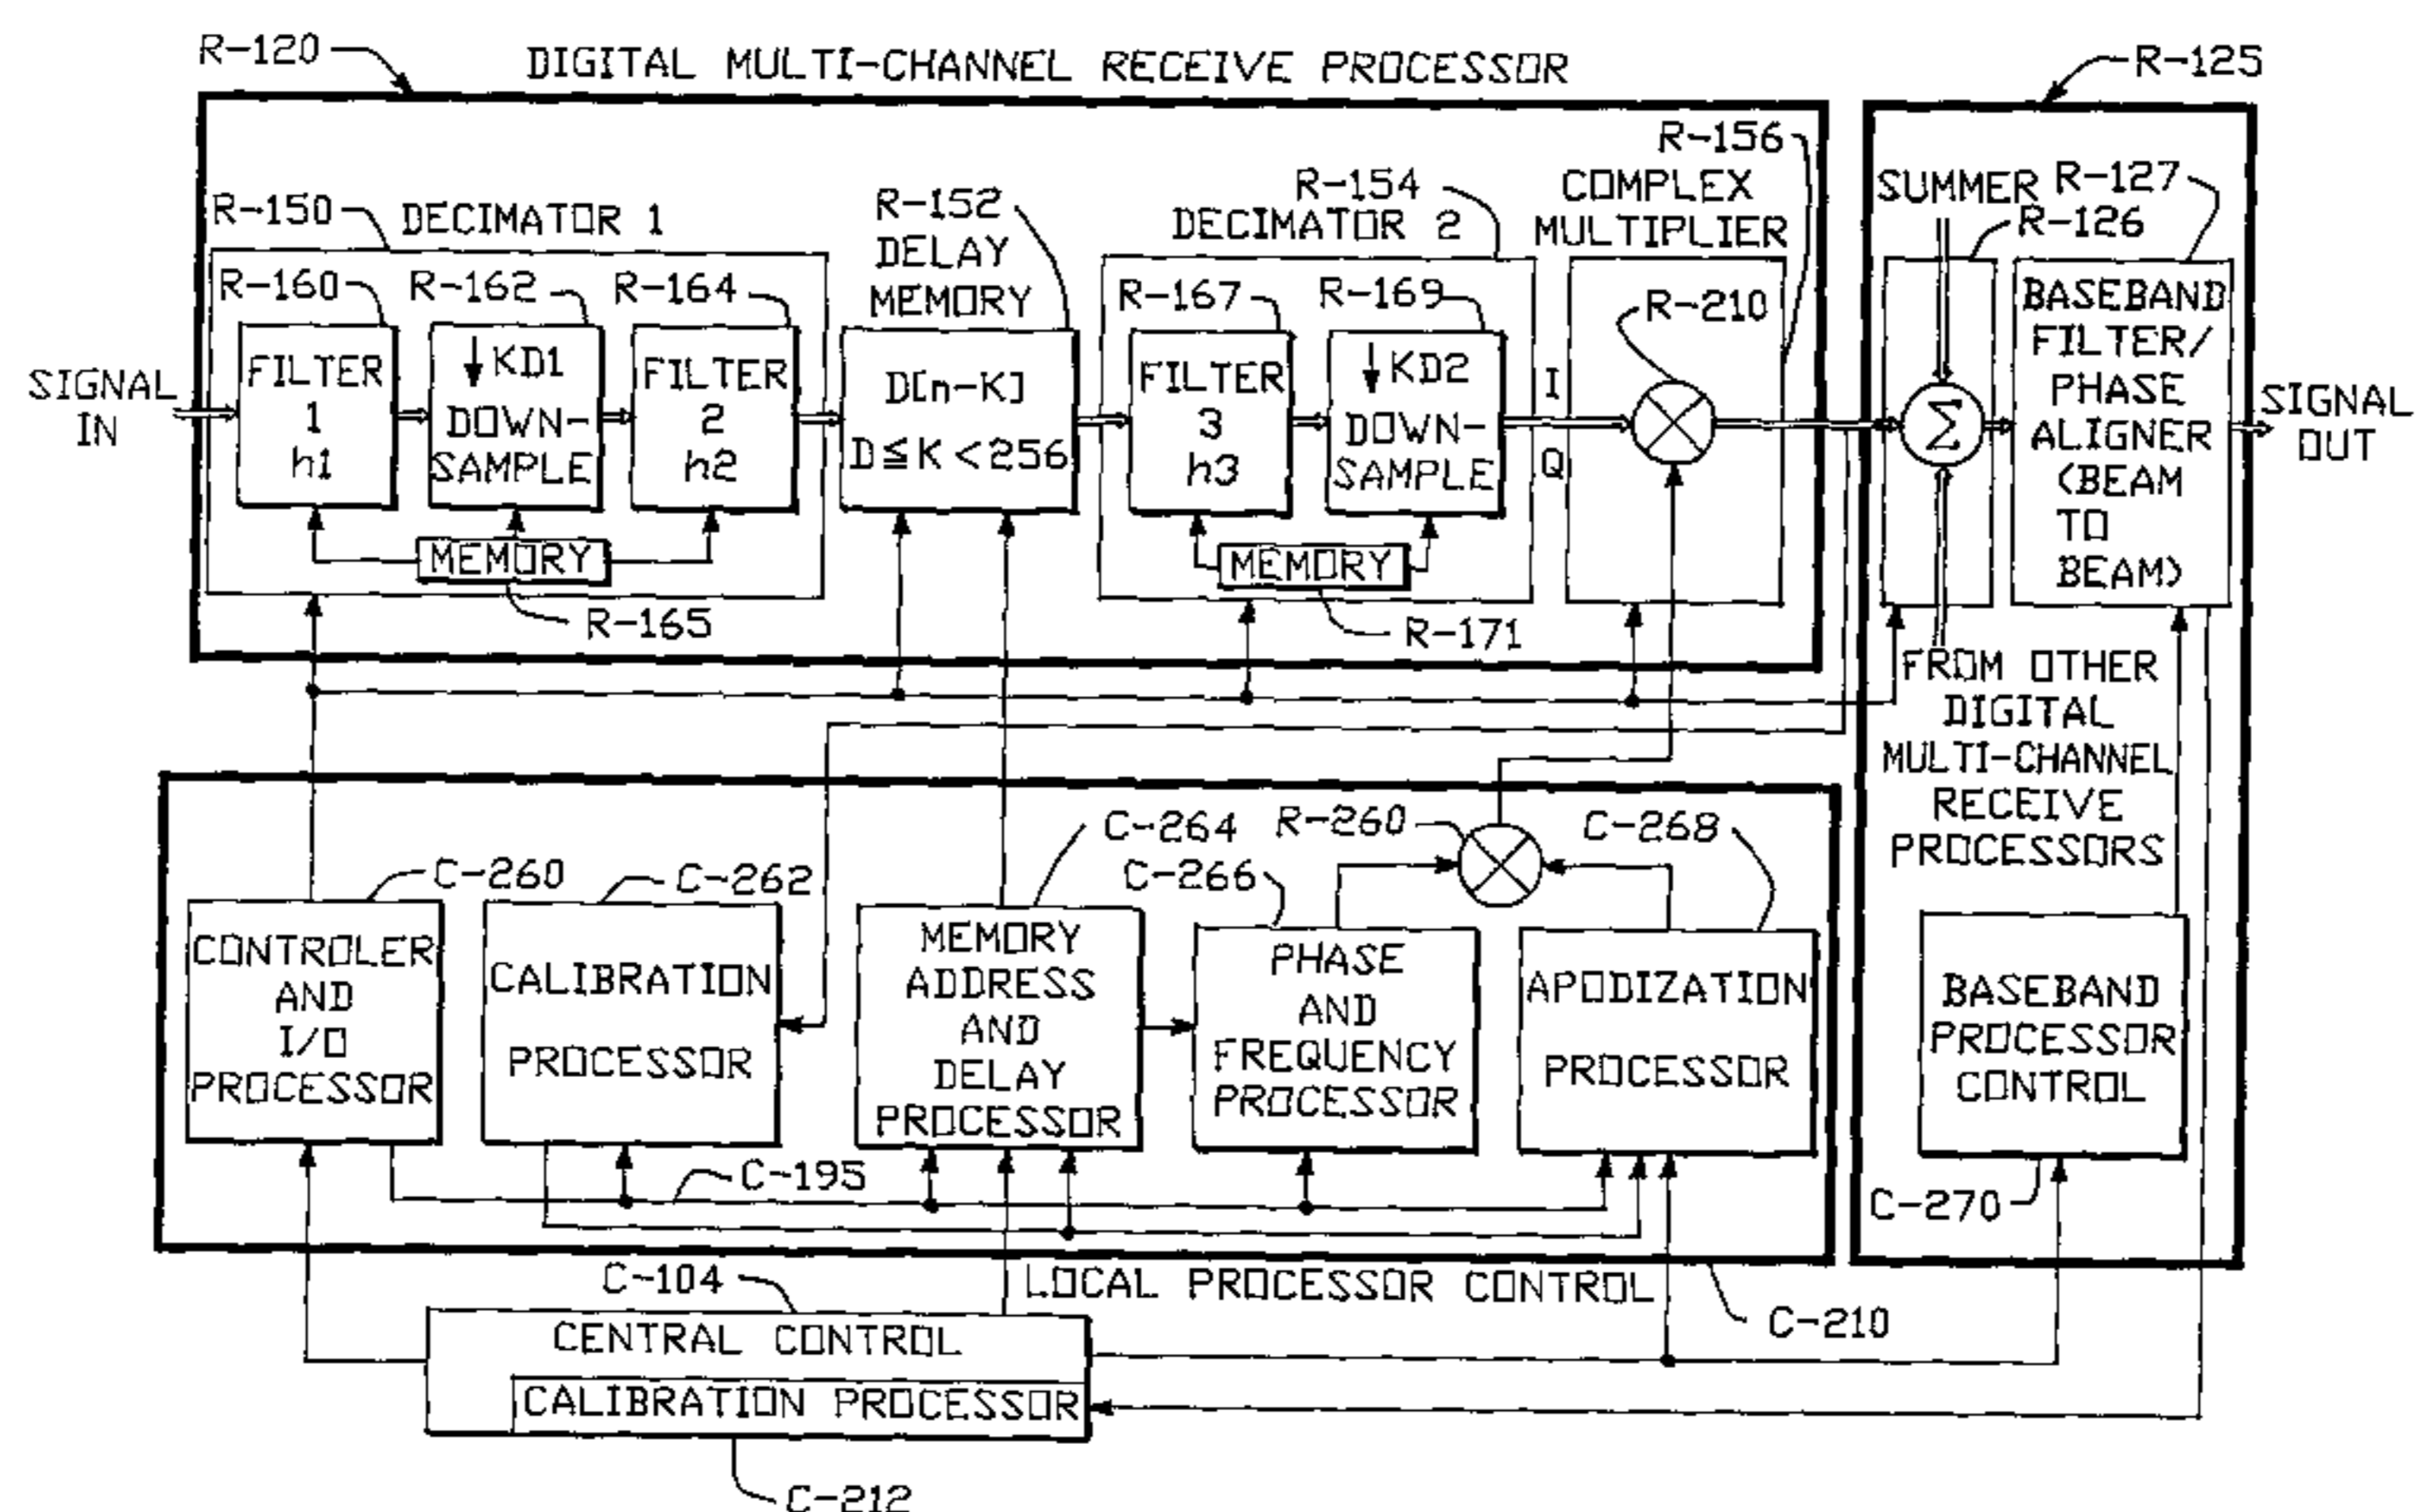 R-120
DIGITAL MULTI-CHANNEL RECEIVE PROCESSOR
R-125
R-156
R-150
DECIMATOR 1
R-152
DELAY
MEMORY
R-154
DECIMATOR 2
COMPLEX
MULTIPLIER
SUMMER
R-127
R-126
R-160
R-162
R-164
R-167
R-169
R-210
SIGNAL
IN
FILTER
1
h1
↓ KD1
DOWN-
SAMPLE
FILTER
2
h2
D[n-K]
D≦K<256
FILTER
3
h3
↓ KD2
DOWN-
SAMPLE
I
Q
Σ
BASEBAND
FILTER/
PHASE
ALIGNER
(BEAM
TO
BEAM)
SIGNAL
OUT
MEMORY
R-165
MEMORY
R-171
FROM OTHER
DIGITAL
MULTI-CHANNEL
RECEIVE
PROCESSORS
C-260
C-262
C-264
C-266
R-260
C-268
CONTROLER
AND
I/O
PROCESSOR
CALIBRATION
PROCESSOR
MEMORY
ADDRESS
AND
DELAY
PROCESSOR
PHASE
AND
FREQUENCY
PROCESSOR
APODIZATION
PROCESSOR
BASEBAND
PROCESSOR
CONTROL
C-195
C-270
C-104
LOCAL PROCESSOR CONTROL
C-210
CENTRAL CONTROL
CALIBRATION PROCESSOR
C-212